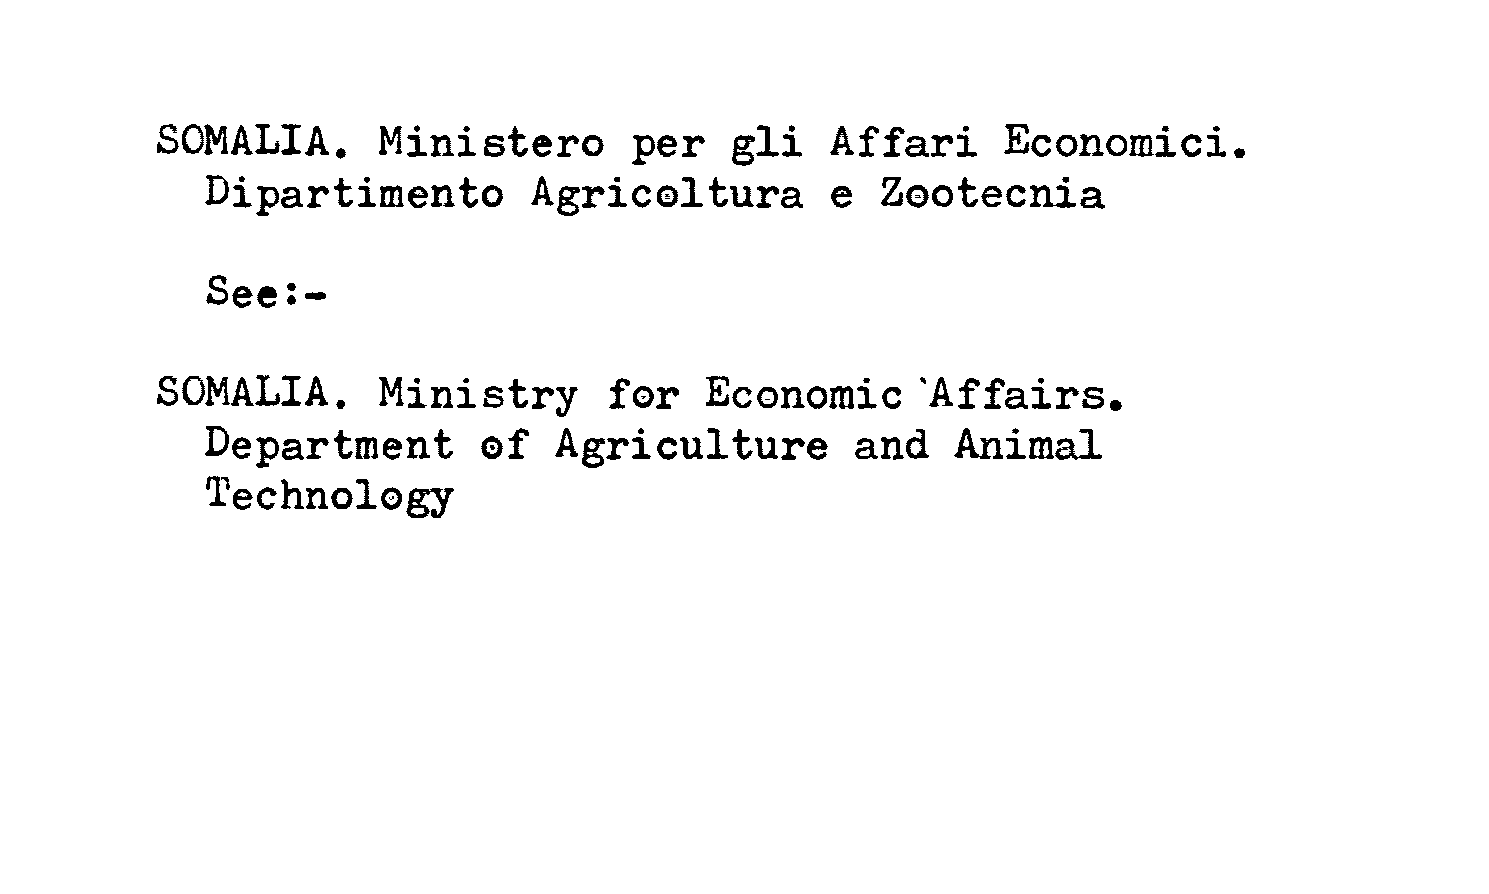 SOMALIA. Ministero per gli Affari Economici.
Dipartimento Agricoltura e Zootecnia
See:-
SOMALIA. Ministry for Economic Affairs.
Department of Agriculture and Animal
Technology